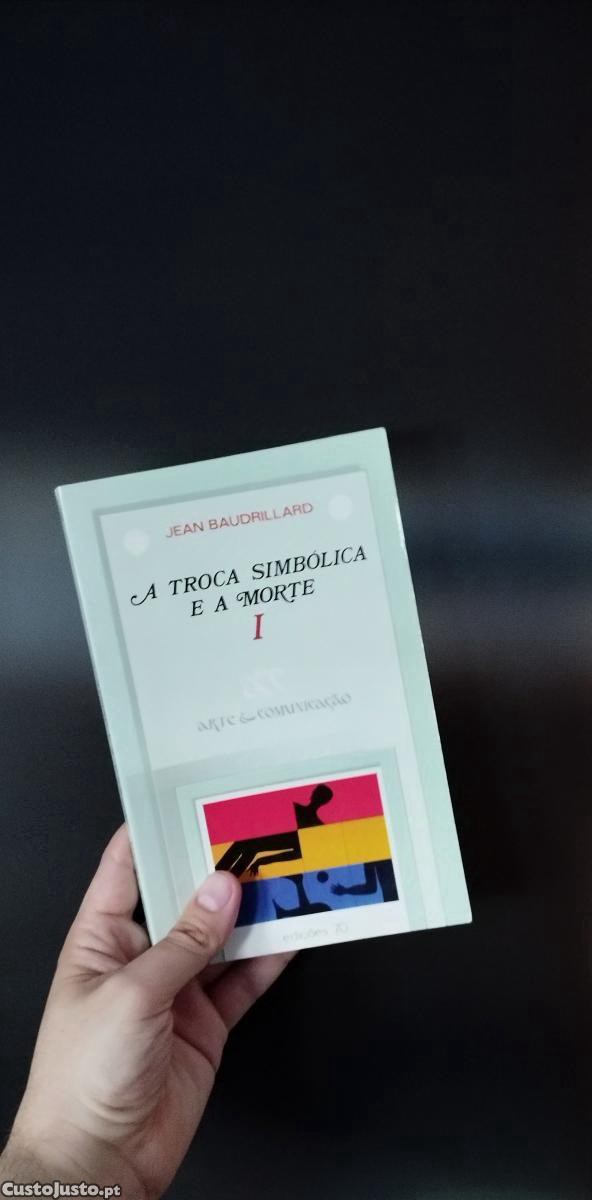 JEAN BAUDRILLARD
A TROCA SIMBÓLICA
E A MORTE
I
arte & comunicação
edições 70
CustoJusto.pt